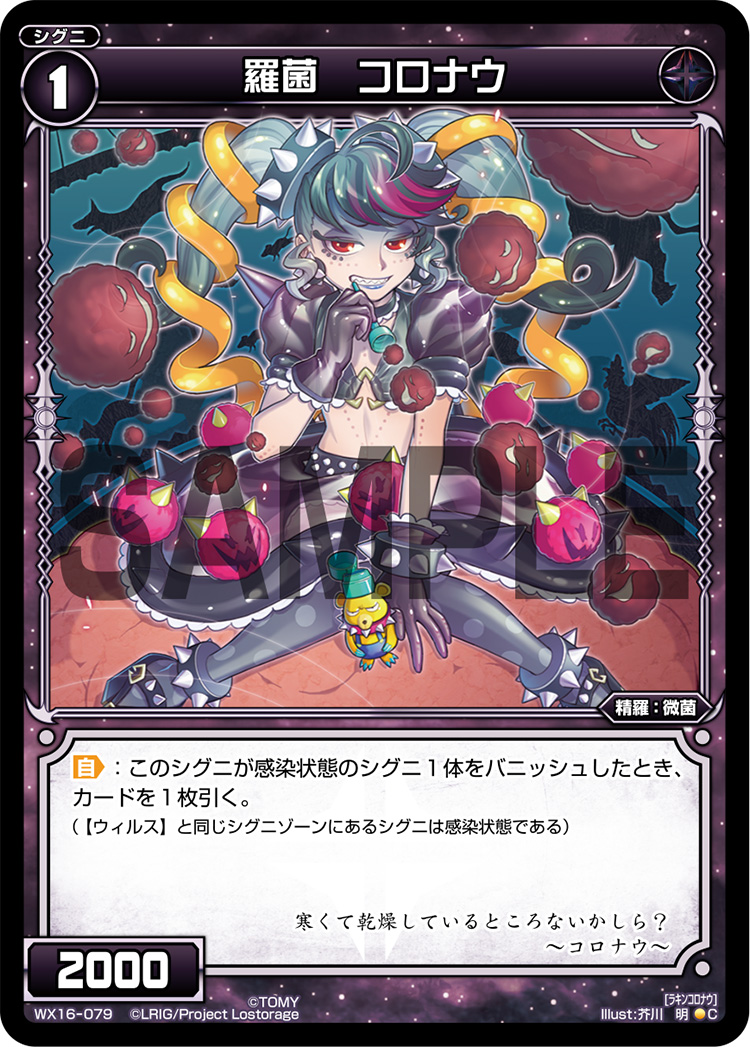 シグニ
1
羅菌　コロナウ
SAMPLE
精羅：微菌
自：このシグニが感染状態のシグニ１体をバニッシュしたとき、
カードを１枚引く。
（【ウィルス】と同じシグニゾーンにあるシグニは感染状態である）
寒くて乾燥しているところないかしら？
～コロナウ～
2000
©TOMY
[ラキンコロナウ]
WX16-079 ©LRIG/Project Lostorage
Illust:芥川　明 C